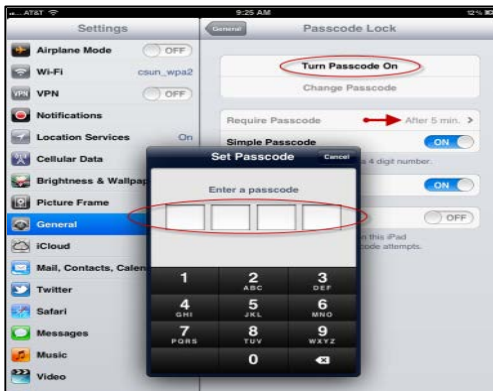 AT&T
9:25 AM
12%
Settings
Airplane Mode
OFF
Wi-Fi
csun_wpa2
VPN
OFF
Notifications
Location Services
On
Cellular Data
Brightness & Wallpap
Picture Frame
General
iCloud
Mail, Contacts, Calen
Twitter
Safari
Messages
Music
Video
General
Passcode Lock
Turn Passcode On
Change Passcode
Require Passcode
After 5 min.
Simple Passcode
ON
a 4 digit number.
ON
OFF
n this iPad
code attempts.
Set Passcode
Cancel
Enter a passcode
1
2
ABC
3
DEF
4
GHI
5
JKL
6
MNO
7
PQRS
8
TUV
9
WXYZ
0